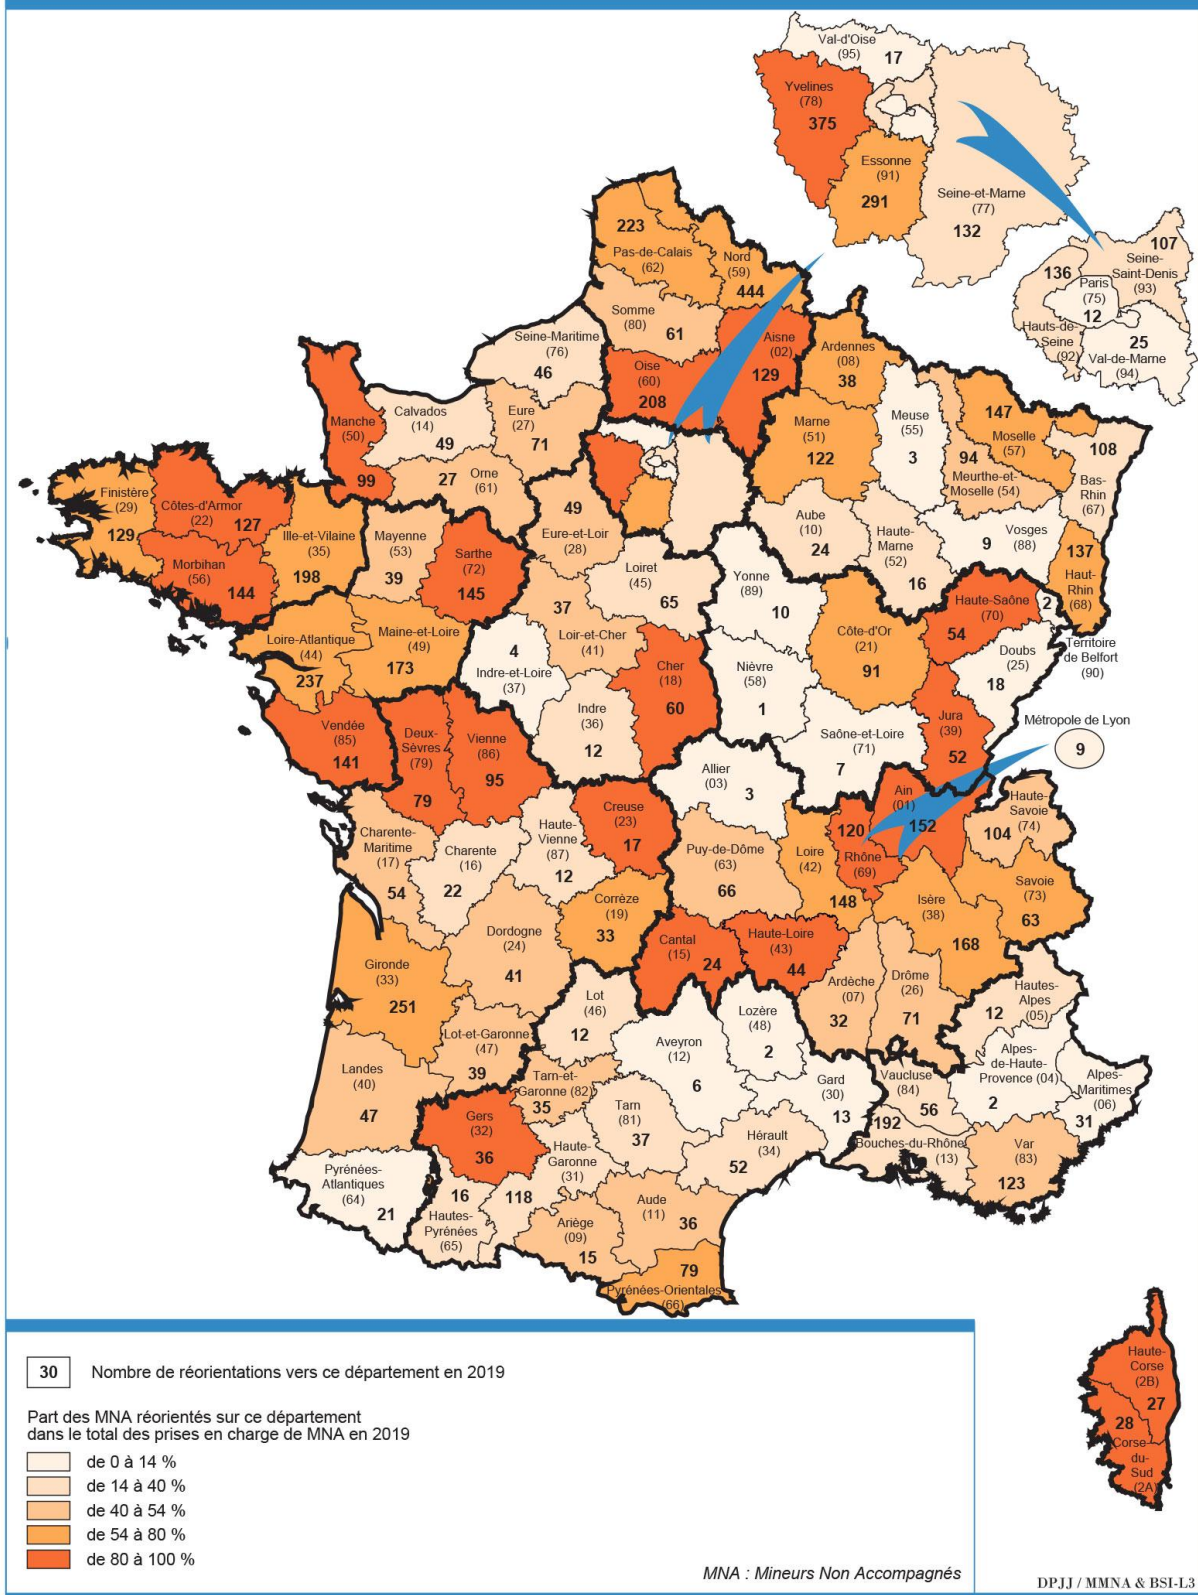 Val-d'Oise
(95)
17
Yvelines
(78)
375
Essonne
(91)
291
Seine-et-Marne
(77)
132
107
Seine-
Saint-Denis
(93)
136
Paris
(75)
12
Hauts-de-
Seine
(92)
25
Val-de-Marne
(94)
223
Pas-de-Calais
(62)
Nord
(59)
444
Somme
(80)
61
Aisne
(02)
129
Oise
(60)
208
Seine-Maritime
(76)
46
Ardennes
(08)
38
Manche
(50)
99
Calvados
(14)
49
Eure
(27)
71
27
Orne
(61)
Marne
(51)
122
Meuse
(55)
3
147
Moselle
(57)
94
Meurthe-et-
Moselle (54)
108
Bas-
Rhin
(67)
Finistère
(29)
129
Côtes-d'Armor
(22)
127
Ille-et-Vilaine
(35)
198
Morbihan
(56)
144
Mayenne
(53)
39
Sarthe
(72)
145
49
Eure-et-Loir
(28)
Aube
(10)
24
Haute-
Marne
(52)
16
9
Vosges
(88)
137
Haut-
Rhin
(68)
Loiret
(45)
65
Yonne
(89)
10
Haute-Saône
(70)
54
2
Territoire
de Belfort
(90)
37
Loir-et-Cher
(41)
Côte-d'Or
(21)
91
Doubs
(25)
18
Loire-Atlantique
(44)
237
Maine-et-Loire
(49)
173
4
Indre-et-Loire
(37)
Cher
(18)
60
Nièvre
(58)
1
Indre
(36)
12
Vendée
(85)
141
Deux-
Sèvres
(79)
79
Vienne
(86)
95
Saône-et-Loire
(71)
7
Jura
(39)
52
Métropole de Lyon
9
Allier
(03)
3
Ain
(01)
152
Haute-
Savoie
(74)
104
Charente-
Maritime
(17)
54
Charente
(16)
22
Haute-
Vienne
(87)
12
Creuse
(23)
17
Puy-de-Dôme
(63)
66
Loire
(42)
148
120
Rhône
(69)
Isère
(38)
168
Savoie
(73)
63
Corrèze
(19)
33
Dordogne
(24)
41
Gironde
(33)
251
Cantal
(15)
24
Haute-Loire
(43)
44
Ardèche
(07)
32
Drôme
(26)
71
Hautes-
Alpes
(05)
12
Lot
(46)
12
Lozère
(48)
2
Aveyron
(12)
6
Lot-et-Garonne
(47)
39
Landes
(40)
47
Tarn-et-
Garonne (82)
35
Tarn
(81)
37
Gard
(30)
13
Vaucluse
(84)
56
Alpes-
de-Haute-
Provence (04)
2
Alpes-
Maritimes
(06)
31
Gers
(32)
36
Haute-
Garonne
(31)
118
Hérault
(34)
52
192
Bouches-du-Rhône
(13)
Var
(83)
123
Pyrénées-
Atlantiques
(64)
21
16
Hautes-
Pyrénées
(65)
Ariège
(09)
15
Aude
(11)
36
79
Pyrénées-Orientales
(66)
Haute-
Corse
(2B)
27
28
Corse-
du-
Sud
(2A)
30
Nombre de réorientations vers ce département en 2019
Part des MNA réorientés sur ce département
dans le total des prises en charge de MNA en 2019
de 0 à 14 %
de 14 à 40 %
de 40 à 54 %
de 54 à 80 %
de 80 à 100 %
MNA : Mineurs Non Accompagnés
DPJJ / MMNA & BSI-L3